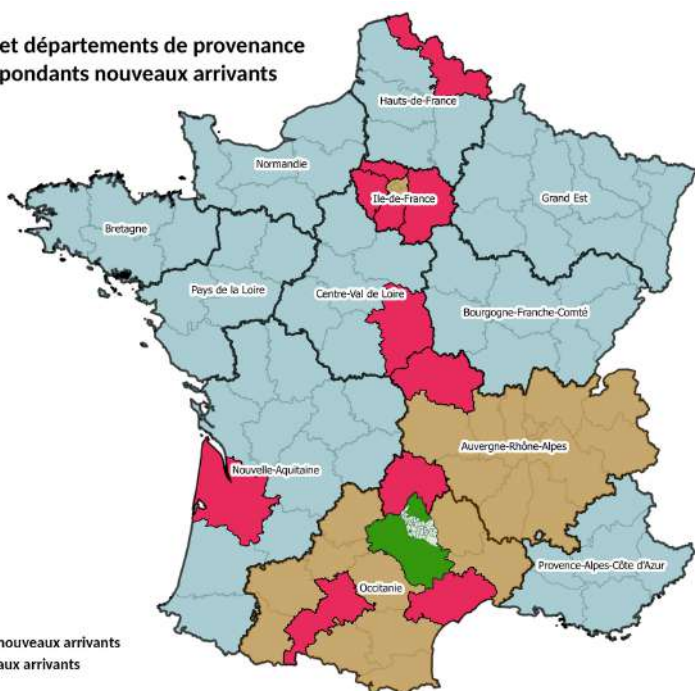 et départements de provenance
pondants nouveaux arrivants
Hauts-de-France
Normandie
Ile-de-France
Grand Est
Bretagne
Pays de la Loire
Centre-Val de Loire
Bourgogne-Franche-Comté
Auvergne-Rhône-Alpes
Nouvelle-Aquitaine
Provence-Alpes-Côte d'Azur
Occitanie
nouveaux arrivants
aux arrivants